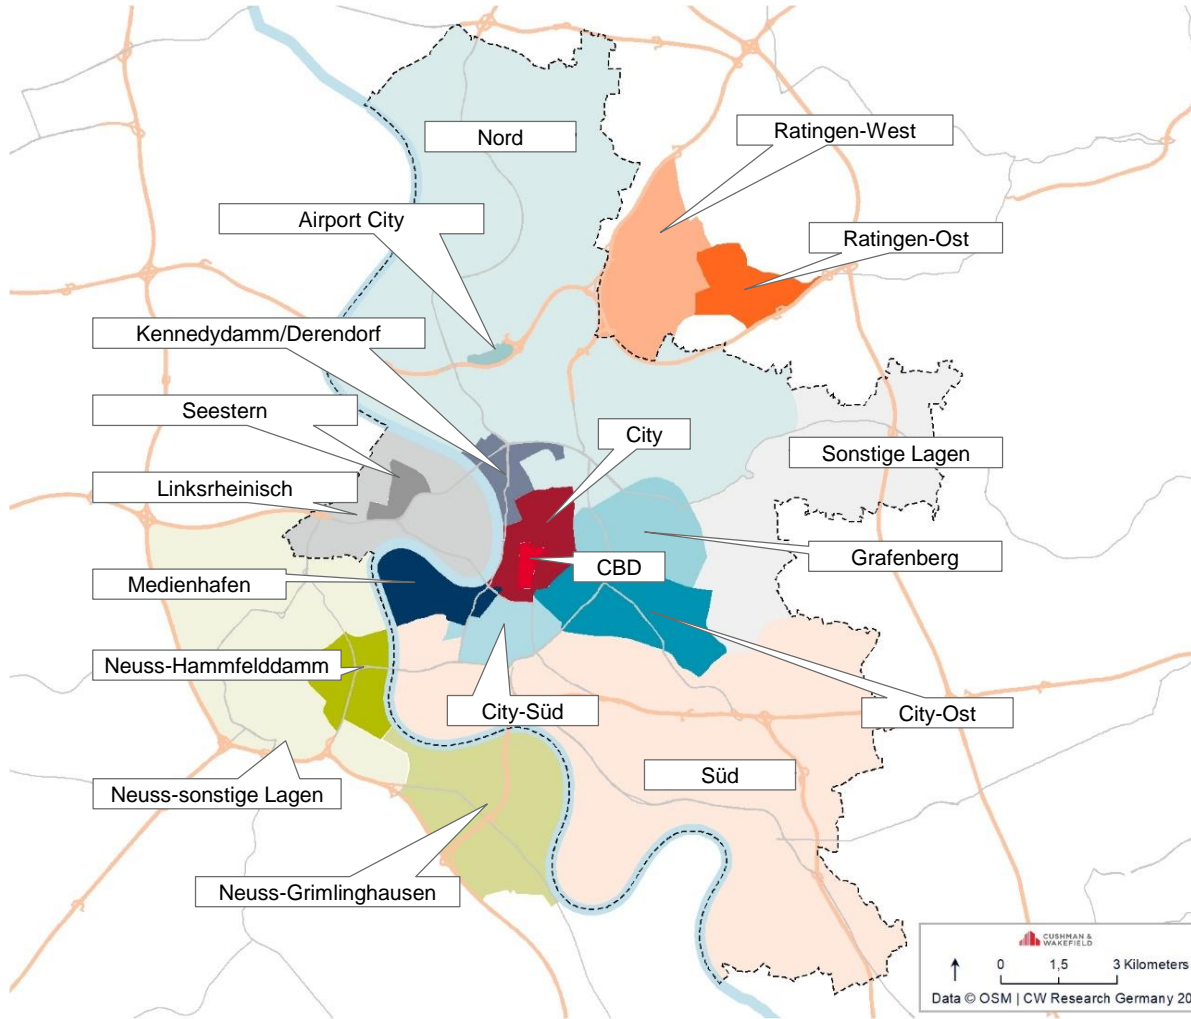 Nord
Ratingen-West
Airport City
Ratingen-Ost
Kennedydamm/Derendorf
Seestern
City
Sonstige Lagen
Linksrheinisch
Grafenberg
CBD
Medienhafen
Neuss-Hammfelddamm
City-Süd
City-Ost
Süd
Neuss-sonstige Lagen
Neuss-Grimlinghausen
CUSHMAN &
WAKEFIELD
0 1,5 3 Kilometers
Data © OSM | CW Research Germany 20